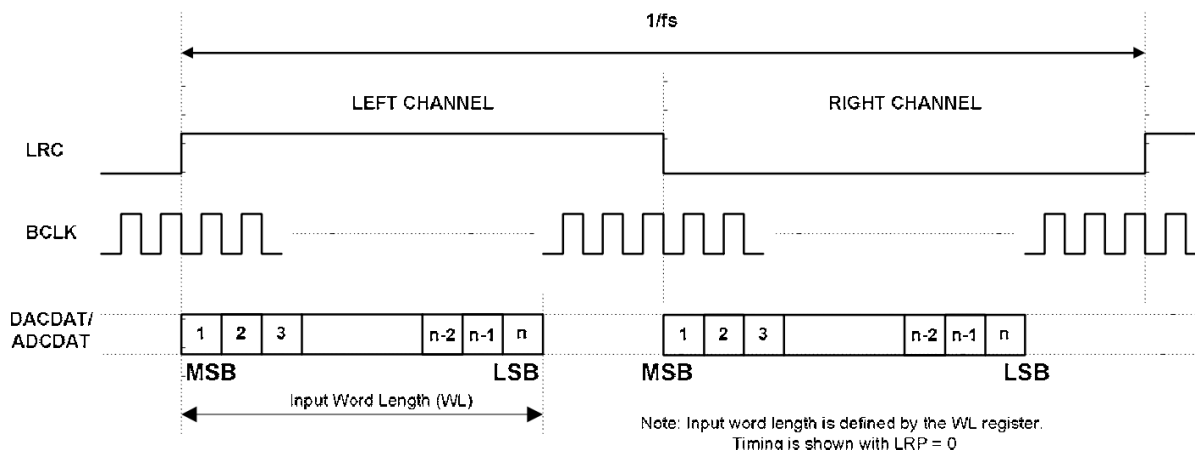 1/fs
LEFT CHANNEL
RIGHT CHANNEL
LRC
BCLK
DACDAT/
ADCDAT
1 2 3 n-2 n-1 n
1 2 3 n-2 n-1 n
MSB
LSB
MSB
LSB
Input Word Length (WL)
Note: Input word length is defined by the WL register.
Timing is shown with LRP = 0